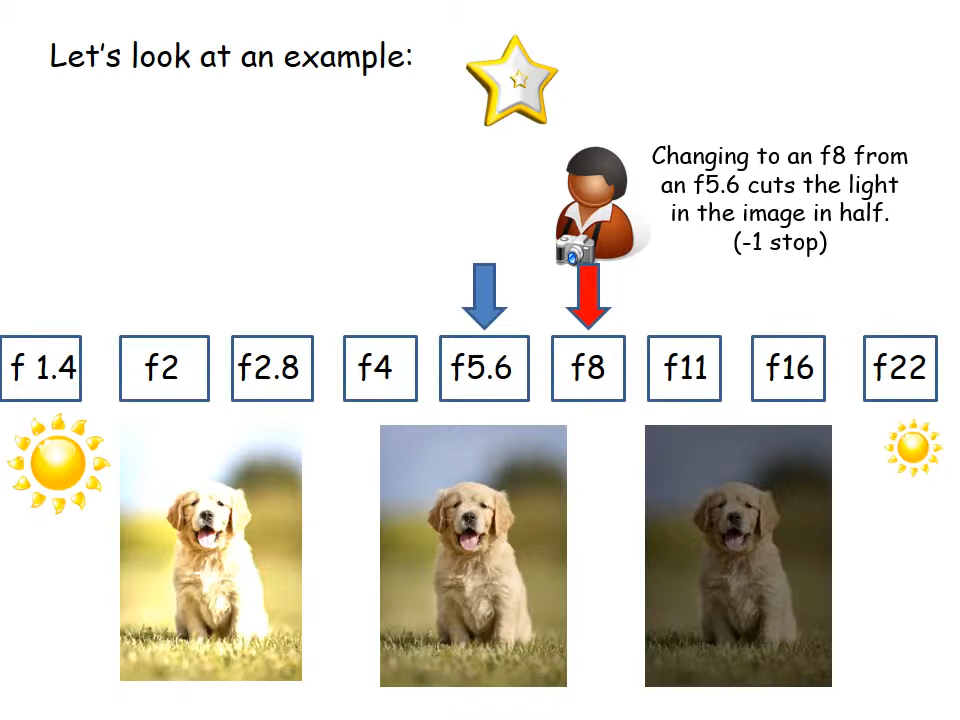 Let's look at an example:
Changing to an f8 from
an f5.6 cuts the light
in the image in half.
(-1 stop)
f 1.4 f2 f2.8 f4 f5.6 f8 f11 f16 f22